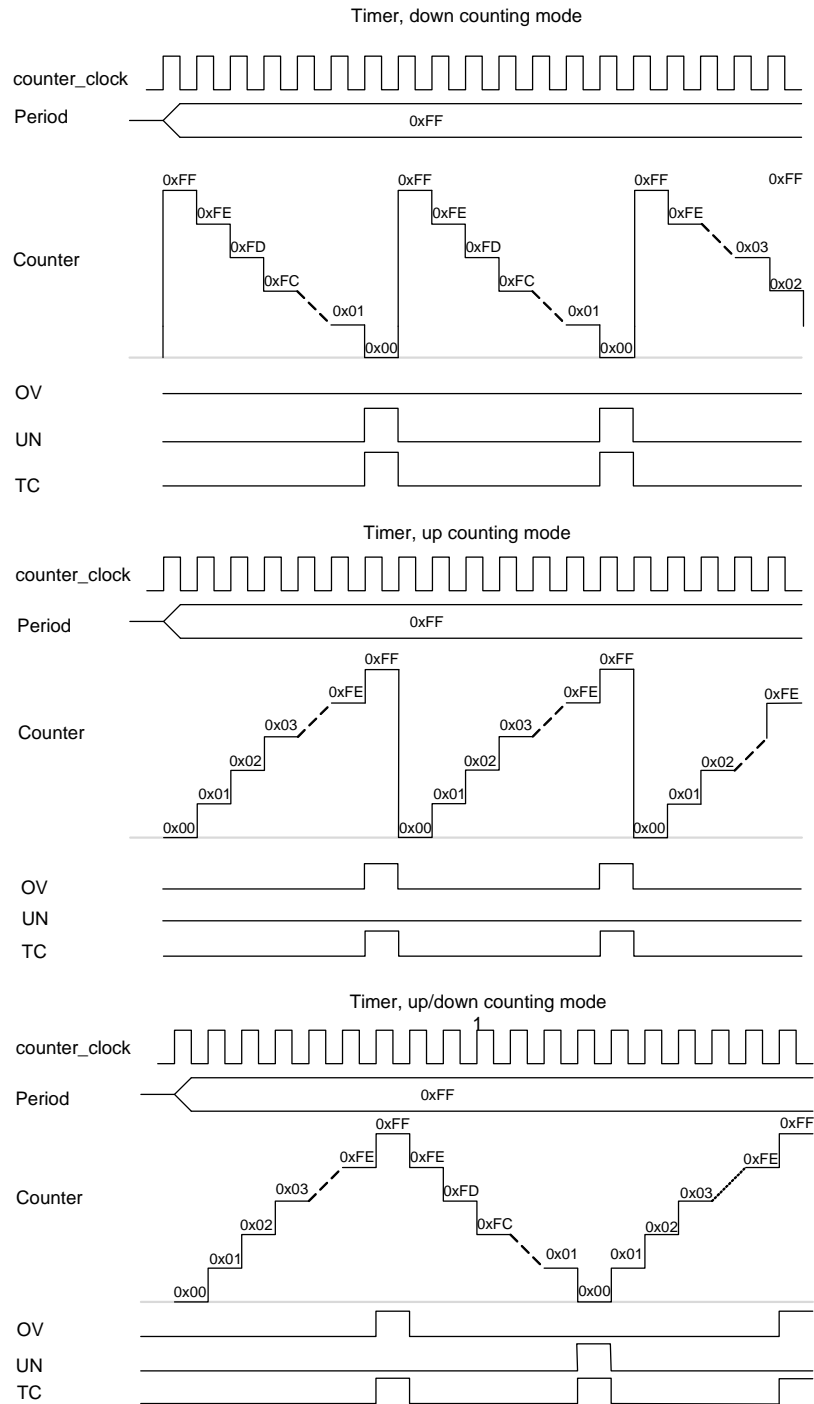 Timer, down counting mode
counter_clock
Period
0xFF
0xFF 0xFF 0xFF 0xFF
0xFE 0xFE 0xFE
0xFD 0xFD 0x03
Counter
0xFC 0xFC 0x02
0x01 0x01
0x00 0x00
OV
UN
TC
Timer, up counting mode
counter_clock
Period
0xFF
0xFF 0xFF
0xFE 0xFE 0xFE
Counter
0x03 0x03
0x02 0x02 0x02
0x01 0x01 0x01
0x00 0x00 0x00
OV
UN
TC
Timer, up/down counting mode
1
counter_clock
Period
0xFF
0xFF 0xFF
0xFE 0xFE 0xFE
Counter
0x03 0xFD 0x03
0x02 0xFC 0x02
0x01 0x01 0x01
0x00 0x00
OV
UN
TC